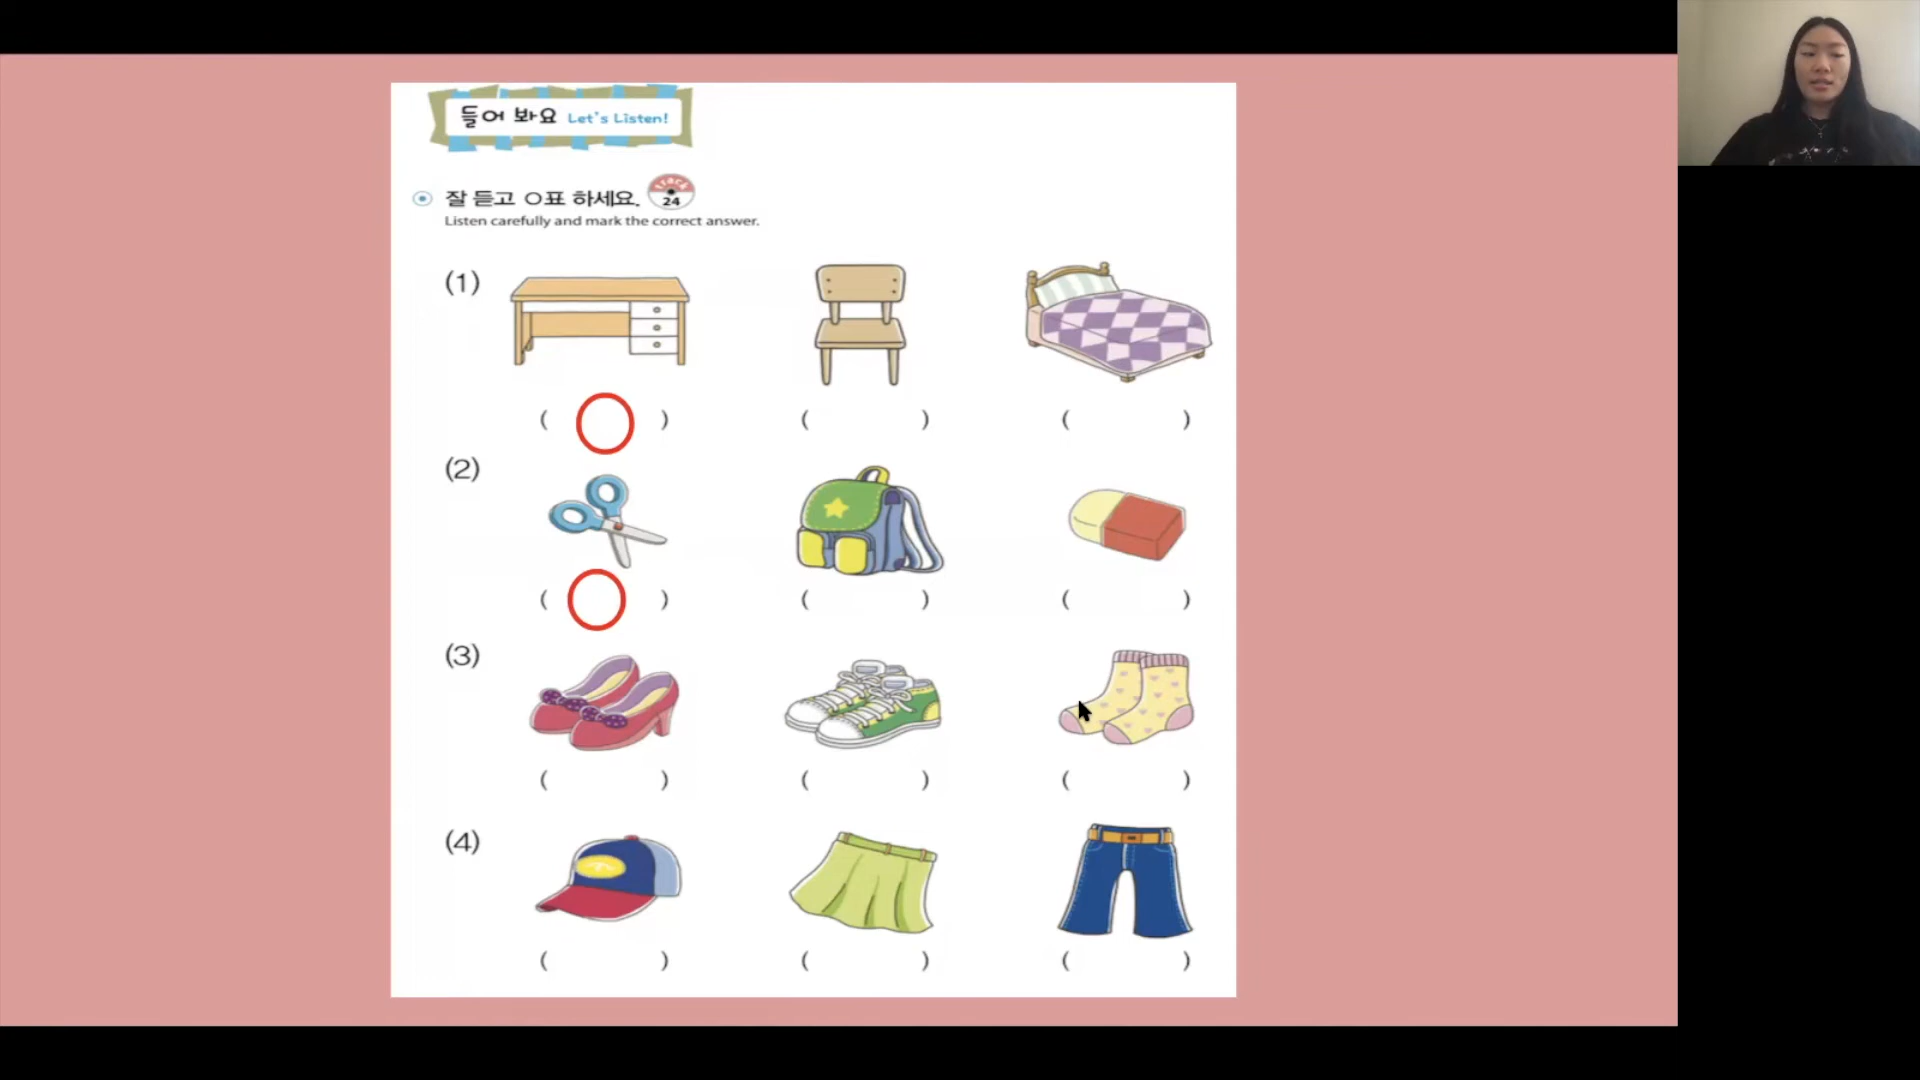 들어 봐요 Let's Listen!
잘 듣고 ○표 하세요. Track 24
Listen carefully and mark the correct answer.
(1)
( ) ( ) ( )
(2)
( ) ( ) ( )
(3)
( ) ( ) ( )
(4)
( ) ( ) ( )